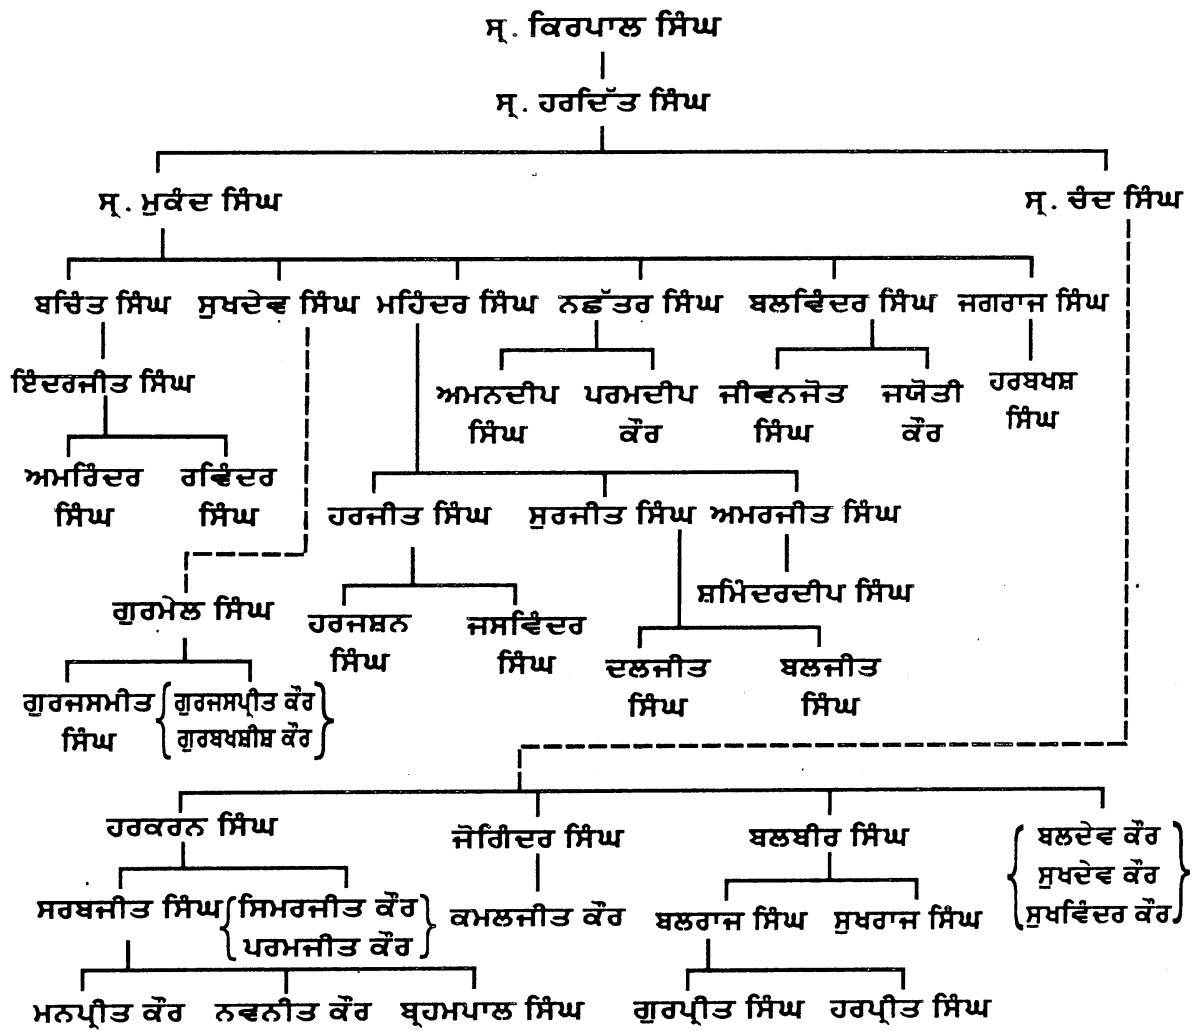 ਸ੍ਰ. ਕਿਰਪਾਲ ਸਿੰਘ
ਸ੍ਰ. ਹਰਦਿੱਤ ਸਿੰਘ
ਸ੍ਰ. ਮੁਕੰਦ ਸਿੰਘ
ਸ੍ਰ. ਚੰਦ ਸਿੰਘ
ਬਚਿੰਤ ਸਿੰਘ
ਸੁਖਦੇਵ ਸਿੰਘ
ਮਹਿੰਦਰ ਸਿੰਘ
ਨਛੱਤਰ ਸਿੰਘ
ਬਲਵਿੰਦਰ ਸਿੰਘ
ਜਗਰਾਜ ਸਿੰਘ
ਇੰਦਰਜੀਤ ਸਿੰਘ
ਅਮਨਦੀਪ
ਸਿੰਘ
ਪਰਮਦੀਪ
ਕੌਰ
ਜੀਵਨਜੋਤ
ਸਿੰਘ
ਜਯੋਤੀ
ਕੌਰ
ਹਰਬਖਸ਼
ਸਿੰਘ
ਅਮਰਿੰਦਰ
ਸਿੰਘ
ਰਵਿੰਦਰ
ਸਿੰਘ
ਹਰਜੀਤ ਸਿੰਘ
ਸੁਰਜੀਤ ਸਿੰਘ
ਅਮਰਜੀਤ ਸਿੰਘ
ਸ਼ਮਿੰਦਰਦੀਪ ਸਿੰਘ
ਗੁਰਮੇਲ ਸਿੰਘ
ਹਰਜਸ਼ਨ
ਸਿੰਘ
ਜਸਵਿੰਦਰ
ਸਿੰਘ
ਦਲਜੀਤ
ਸਿੰਘ
ਬਲਜੀਤ
ਸਿੰਘ
ਗੁਰਜਸਮੀਤ
ਸਿੰਘ
ਗੁਰਜਸਪ੍ਰੀਤ ਕੌਰ
ਗੁਰਬਖਸ਼ੀਸ਼ ਕੌਰ
ਹਰਕਰਨ ਸਿੰਘ
ਜੋਗਿੰਦਰ ਸਿੰਘ
ਬਲਬੀਰ ਸਿੰਘ
ਬਲਦੇਵ ਕੌਰ
ਸੁਖਦੇਵ ਕੌਰ
ਸੁਖਵਿੰਦਰ ਕੌਰ
ਸਰਬਜੀਤ ਸਿੰਘ
ਸਿਮਰਜੀਤ ਕੌਰ
ਪਰਮਜੀਤ ਕੌਰ
ਕਮਲਜੀਤ ਕੌਰ
ਬਲਰਾਜ ਸਿੰਘ
ਸੁਖਰਾਜ ਸਿੰਘ
ਮਨਪ੍ਰੀਤ ਕੌਰ
ਨਵਨੀਤ ਕੌਰ
ਬ੍ਰਹਮਪਾਲ ਸਿੰਘ
ਗੁਰਪ੍ਰੀਤ ਸਿੰਘ
ਹਰਪ੍ਰੀਤ ਸਿੰਘ